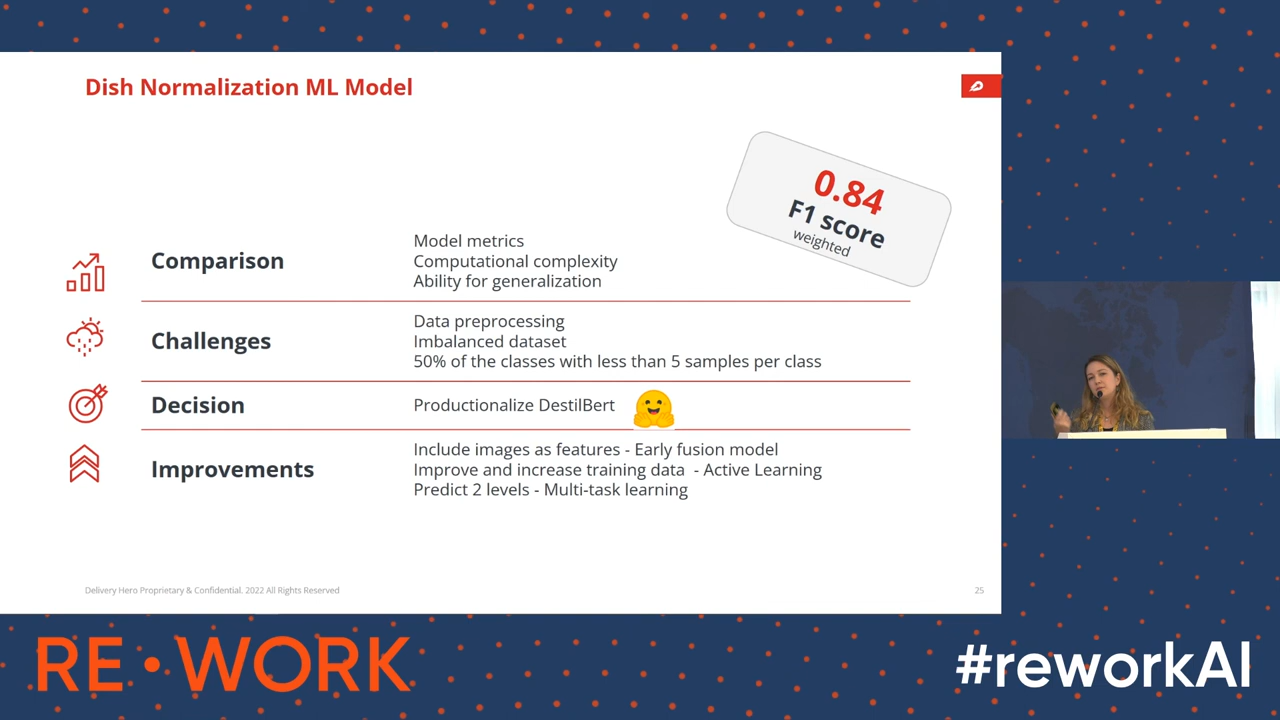 Dish Normalization ML Model
0.84
F1 score
weighted
Comparison
Model metrics
Computational complexity
Ability for generalization
Challenges
Data preprocessing
Imbalanced dataset
50% of the classes with less than 5 samples per class
Decision
Productionalize DestilBert
Improvements
Include images as features - Early fusion model
Improve and increase training data - Active Learning
Predict 2 levels - Multi-task learning
Delivery Hero Proprietary & Confidential. 2022 All Rights Reserved
25
RE•WORK
#reworkAI